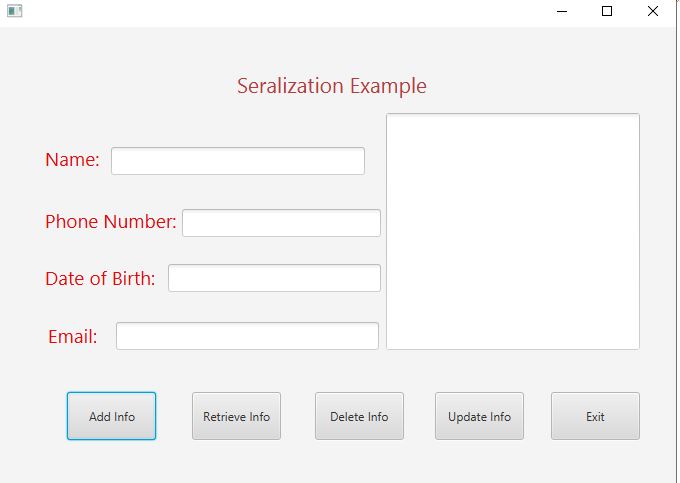 Seralization Example
Name:
Phone Number:
Date of Birth:
Email:
Add Info
Retrieve Info
Delete Info
Update Info
Exit